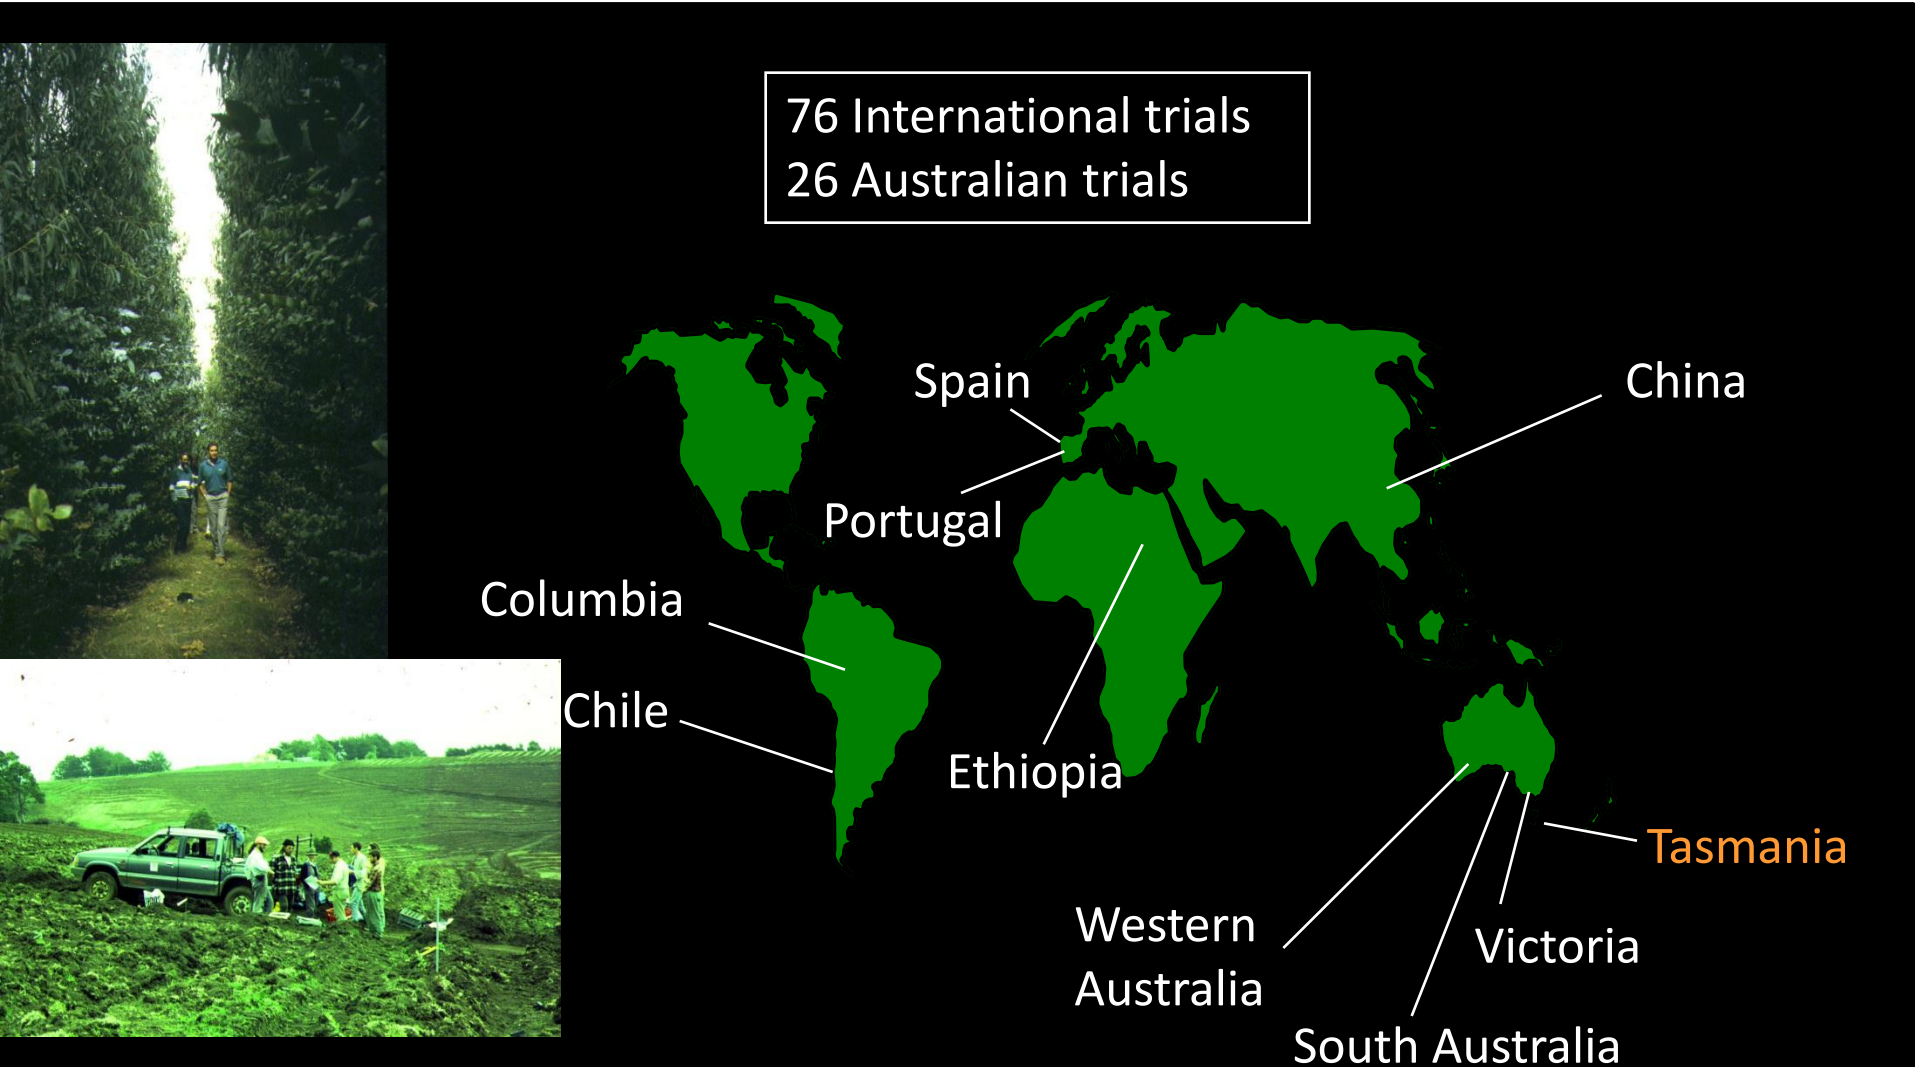 76 International trials
26 Australian trials
Spain
China
Portugal
Columbia
Chile
Ethiopia
Tasmania
Western
Australia
Victoria
South Australia